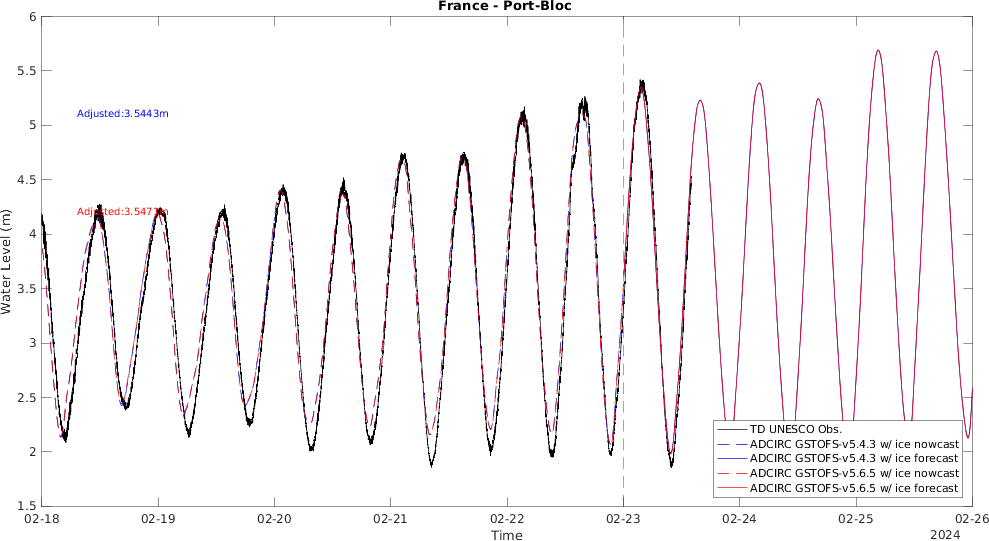 France - Port-Bloc
6
5.5
5
4.5
4
3.5
3
2.5
2
1.5
Water Level (m)
Adjusted:3.5443m
Adjusted:3.5471m
TD UNESCO Obs.
ADCIRC GSTOFS-v5.4.3 w/ ice nowcast
ADCIRC GSTOFS-v5.4.3 w/ ice forecast
ADCIRC GSTOFS-v5.6.5 w/ ice nowcast
ADCIRC GSTOFS-v5.6.5 w/ ice forecast
02-18 02-19 02-20 02-21 02-22 02-23 02-24 02-25 02-26
Time
2024